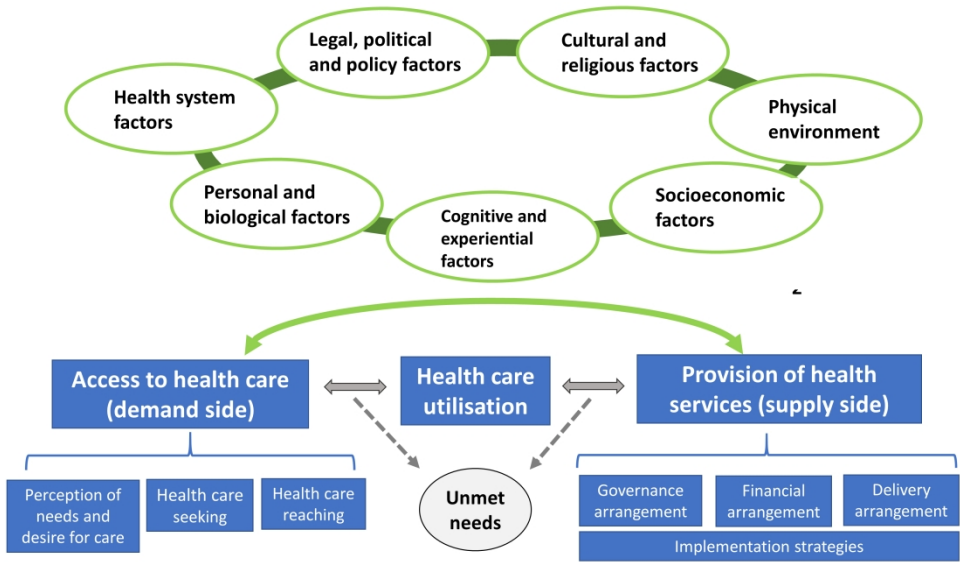 Legal, political
and policy factors
Cultural and
religious factors
Health system
factors
Physical
environment
Personal and
biological factors
Cognitive and
experiential
factors
Socioeconomic
factors
Access to health care
(demand side)
Health care
utilisation
Provision of health
services (supply side)
Perception of
needs and
desire for care
Health care
seeking
Health care
reaching
Unmet
needs
Governance
arrangement
Financial
arrangement
Delivery
arrangement
Implementation strategies